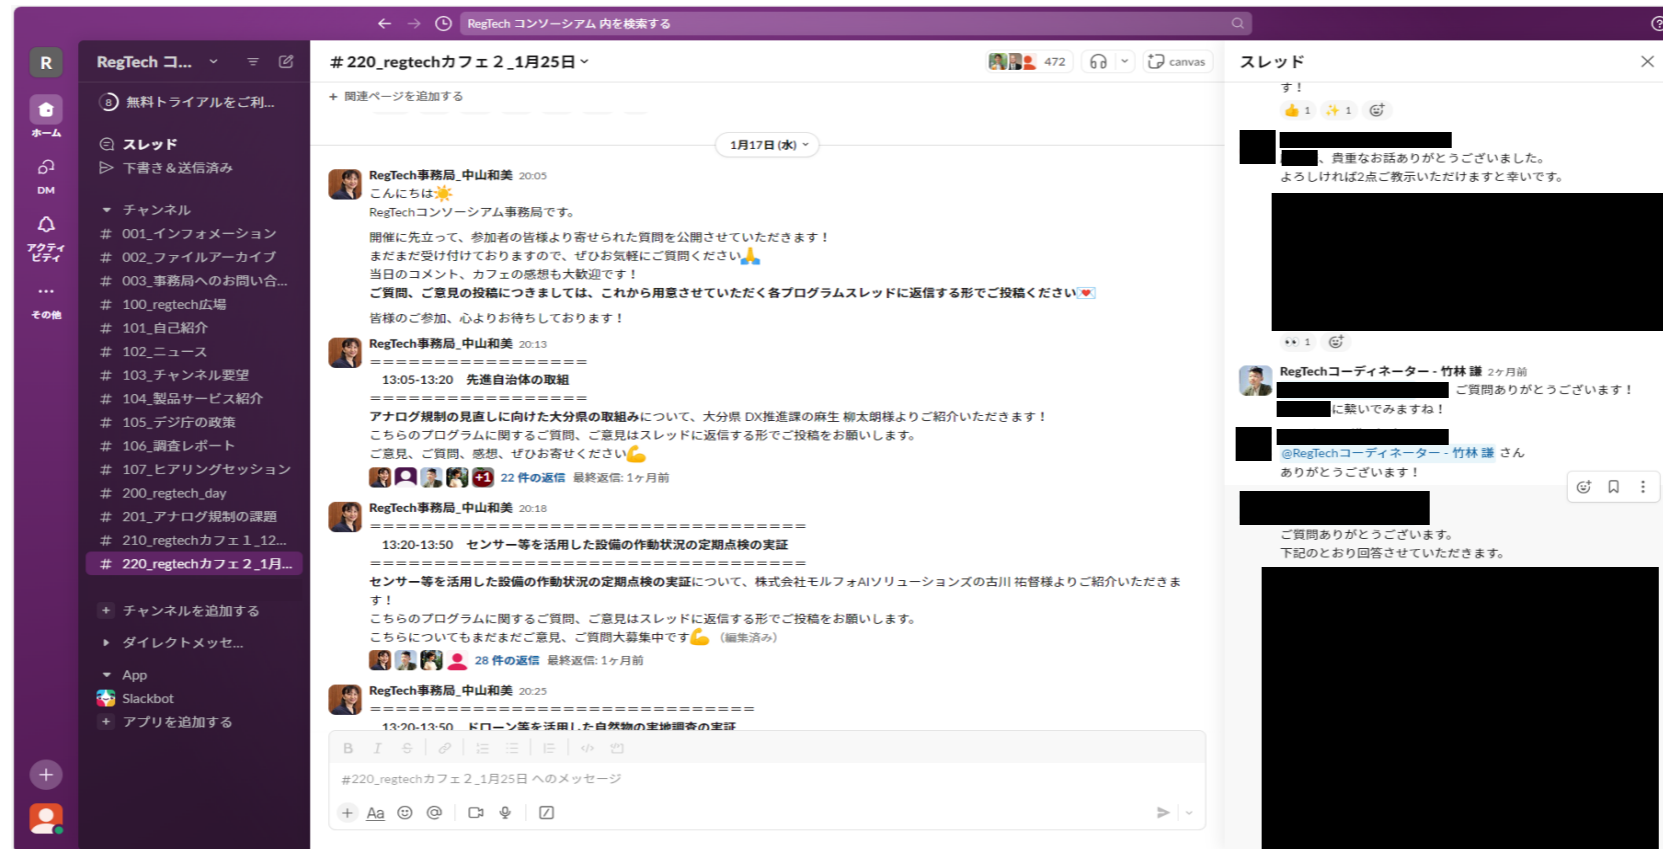 RegTech コンソーシアム 内を検索する
R
ホーム
DM
アクティ
ビティ
その他
RegTech コ...
8 無料トライアルをご利...
スレッド
下書き＆送信済み
チャンネル
# 001_インフォメーション
# 002_ファイルアーカイブ
# 003_事務局へのお問い合...
# 100_regtech広場
# 101_自己紹介
# 102_ニュース
# 103_チャンネル要望
# 104_製品サービス紹介
# 105_デジ庁の政策
# 106_調査レポート
# 107_ヒアリングセッション
# 200_regtech_day
# 201_アナログ規制の課題
# 210_regtechカフェ１_12...
# 220_regtechカフェ２_1月...
+ チャンネルを追加する
ダイレクトメッセ...
App
Slackbot
+ アプリを追加する
# 220_regtechカフェ２_1月25日
472
canvas
+ 関連ページを追加する
1月17日 (水)
RegTech事務局_中山和美 20:05
こんにちは☀️
RegTechコンソーシアム事務局です。
開催に先立って、参加者の皆様より寄せられた質問を公開させていただきます！
まだまだ受け付けておりますので、ぜひお気軽にご質問ください🙏
当日のコメント、カフェの感想も大歓迎です！
ご質問、ご意見の投稿につきましては、これから用意させていただく各プログラムスレッドに返信する形でご投稿ください💌
皆様のご参加、心よりお待ちしております！
RegTech事務局_中山和美 20:13
＝＝＝＝＝＝＝＝＝＝＝＝＝＝＝＝＝
13:05-13:20　先進自治体の取組
＝＝＝＝＝＝＝＝＝＝＝＝＝＝＝＝＝
アナログ規制の見直しに向けた大分県の取組みについて、大分県 DX推進課の麻生 柳太朗様よりご紹介いただきます！
こちらのプログラムに関するご質問、ご意見はスレッドに返信する形でご投稿をお願いします。
ご意見、ご質問、感想、ぜひお寄せください💪
+1 22 件の返信 最終返信: 1ヶ月前
RegTech事務局_中山和美 20:18
＝＝＝＝＝＝＝＝＝＝＝＝＝＝＝＝＝＝＝＝＝＝＝＝＝＝＝＝＝＝＝＝＝＝
13:20-13:50　センサー等を活用した設備の作動状況の定期点検の実証
＝＝＝＝＝＝＝＝＝＝＝＝＝＝＝＝＝＝＝＝＝＝＝＝＝＝＝＝＝＝＝＝＝＝
センサー等を活用した設備の作動状況の定期点検の実証について、株式会社モルフォAIソリューションズの古川 祐督様よりご紹介いただきま
す！
こちらのプログラムに関するご質問、ご意見はスレッドに返信する形でご投稿をお願いします。
こちらについてもまだまだご意見、ご質問大募集中です💪（編集済み）
28 件の返信 最終返信: 1ヶ月前
RegTech事務局_中山和美 20:25
＝＝＝＝＝＝＝＝＝＝＝＝＝＝＝＝＝＝＝＝＝＝＝＝＝＝＝＝＝＝
13:20-13:50　ドローン等を活用した自然物の実地調査の実証
B I S
#220_regtechカフェ２_1月25日 へのメッセージ
+ Aa @
スレッド
す！
👍 1 ✨ 1
、貴重なお話ありがとうございました。
よろしければ2点ご教示いただけますと幸いです。
👀 1
RegTechコーディネーター - 竹林 謙 2ヶ月前
ご質問ありがとうございます！
に繋いでみますね！
@RegTechコーディネーター - 竹林 謙 さん
ありがとうございます！
ご質問ありがとうございます。
下記のとおり回答させていただきます。